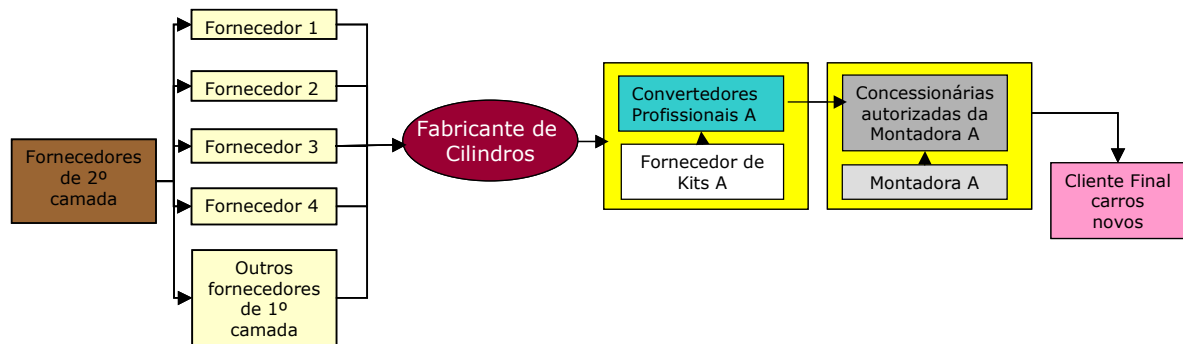 Fornecedores
de 2º
camada
Fornecedor 1
Fornecedor 2
Fornecedor 3
Fornecedor 4
Outros
fornecedores
de 1º
camada
Fabricante de
Cilindros
Convertedores
Profissionais A
Fornecedor de
Kits A
Concessionárias
autorizadas da
Montadora A
Montadora A
Cliente Final
carros
novos